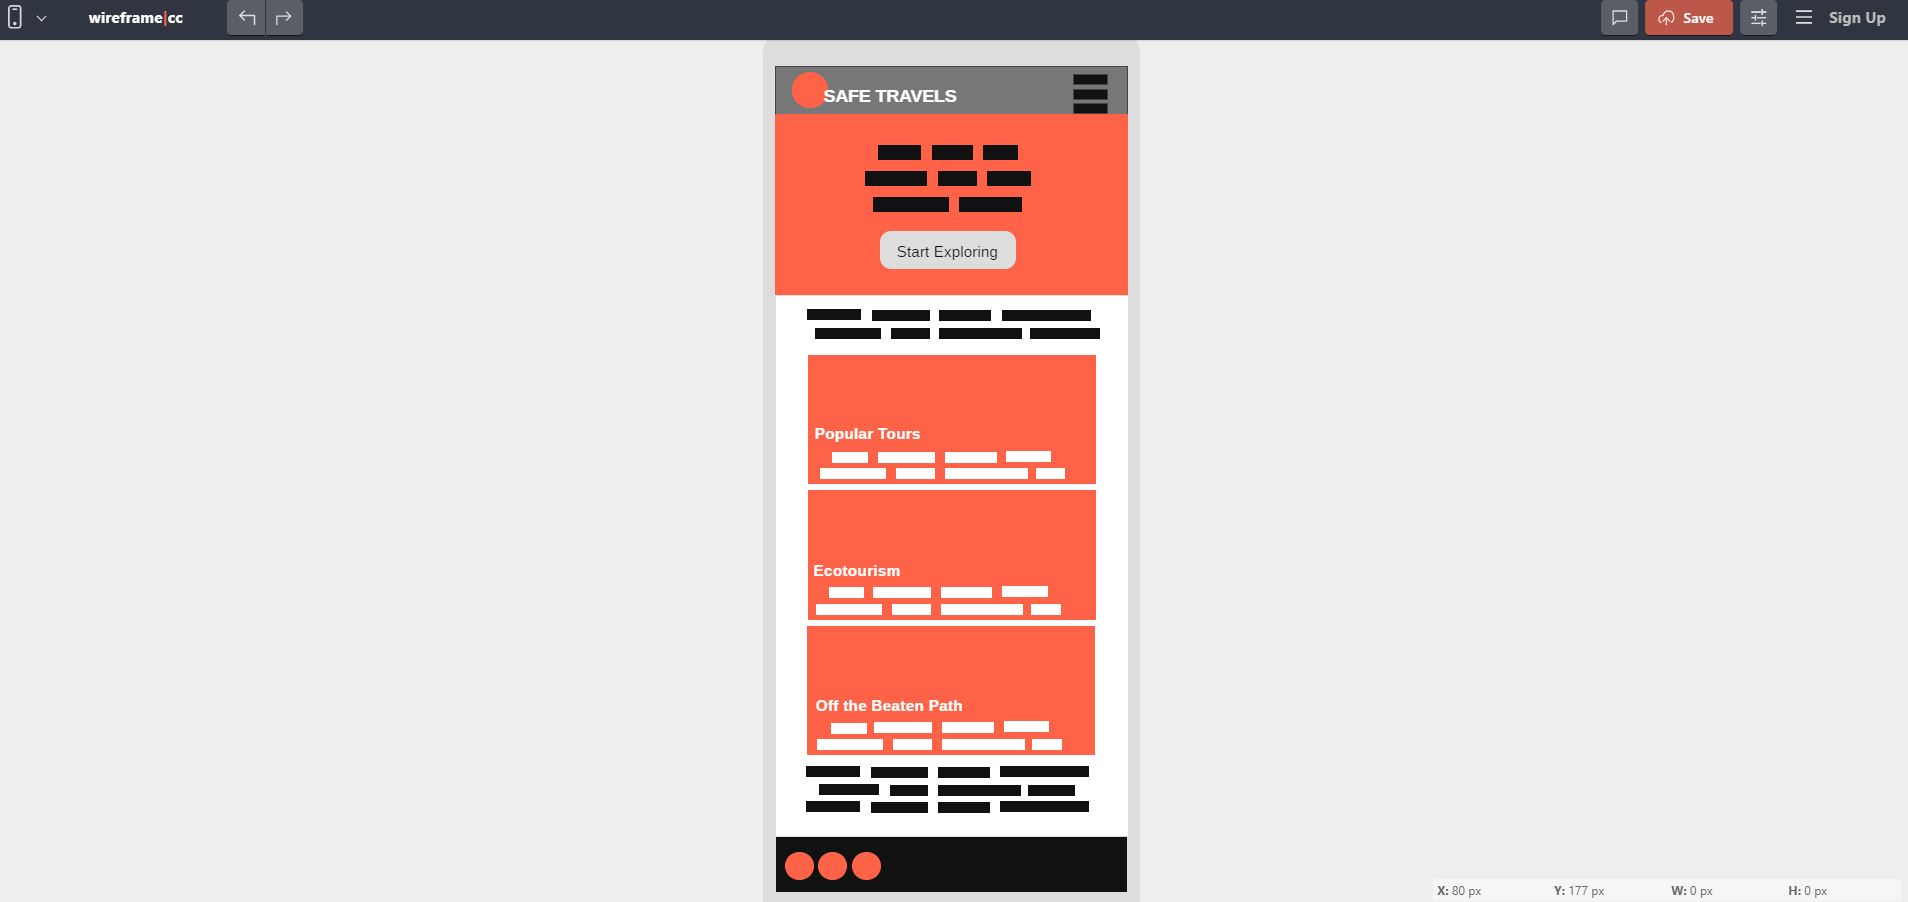 wireframe|cc
Save
Sign Up
SAFE TRAVELS
Start Exploring
Popular Tours
Ecotourism
Off the Beaten Path
X: 80 px Y: 177 px W: 0 px H: 0 px